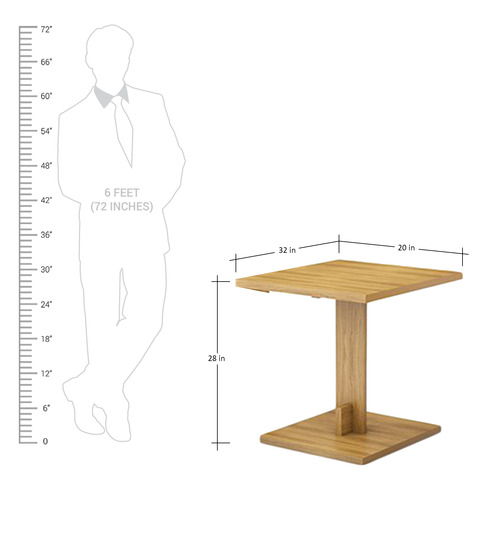 72"
66"
60"
54"
48"
42"
36"
30"
24"
18"
12"
6"
0
6 FEET
(72 INCHES)
32 in
20 in
28 in